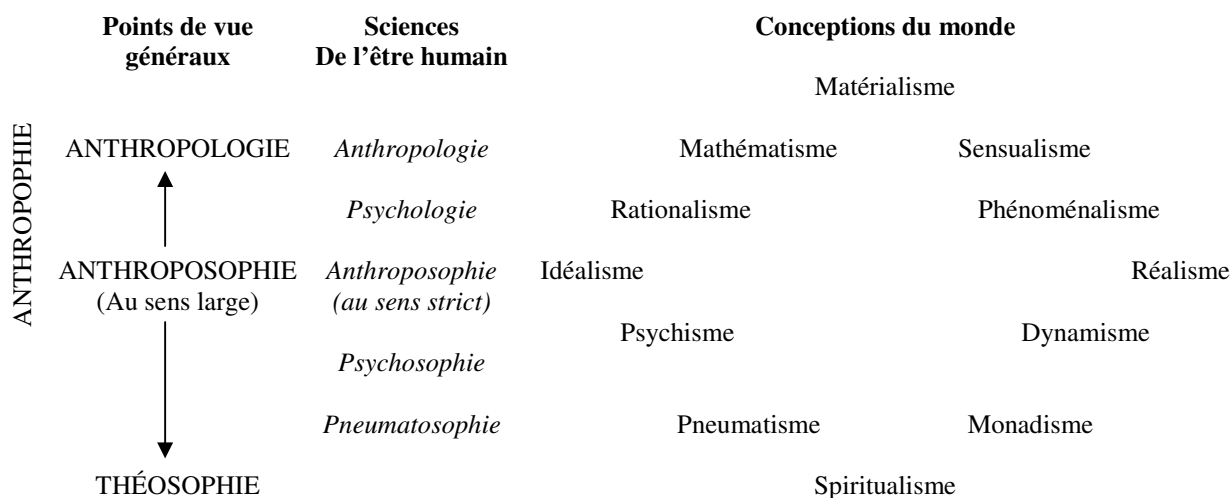 Points de vue généraux
Sciences De l'être humain
Conceptions du monde
Matérialisme
ANTHROPOPHIE
ANTHROPOLOGIE
Anthropologie
Mathématisme
Sensualisme
Psychologie
Rationalisme
Phénoménalisme
ANTHROPOSOPHIE
(Au sens large)
Anthroposophie
(au sens strict)
Idéalisme
Réalisme
Psychisme
Dynamisme
Psychosophie
Pneumatosophie
Pneumatisme
Monadisme
THÉOSOPHIE
Spiritualisme